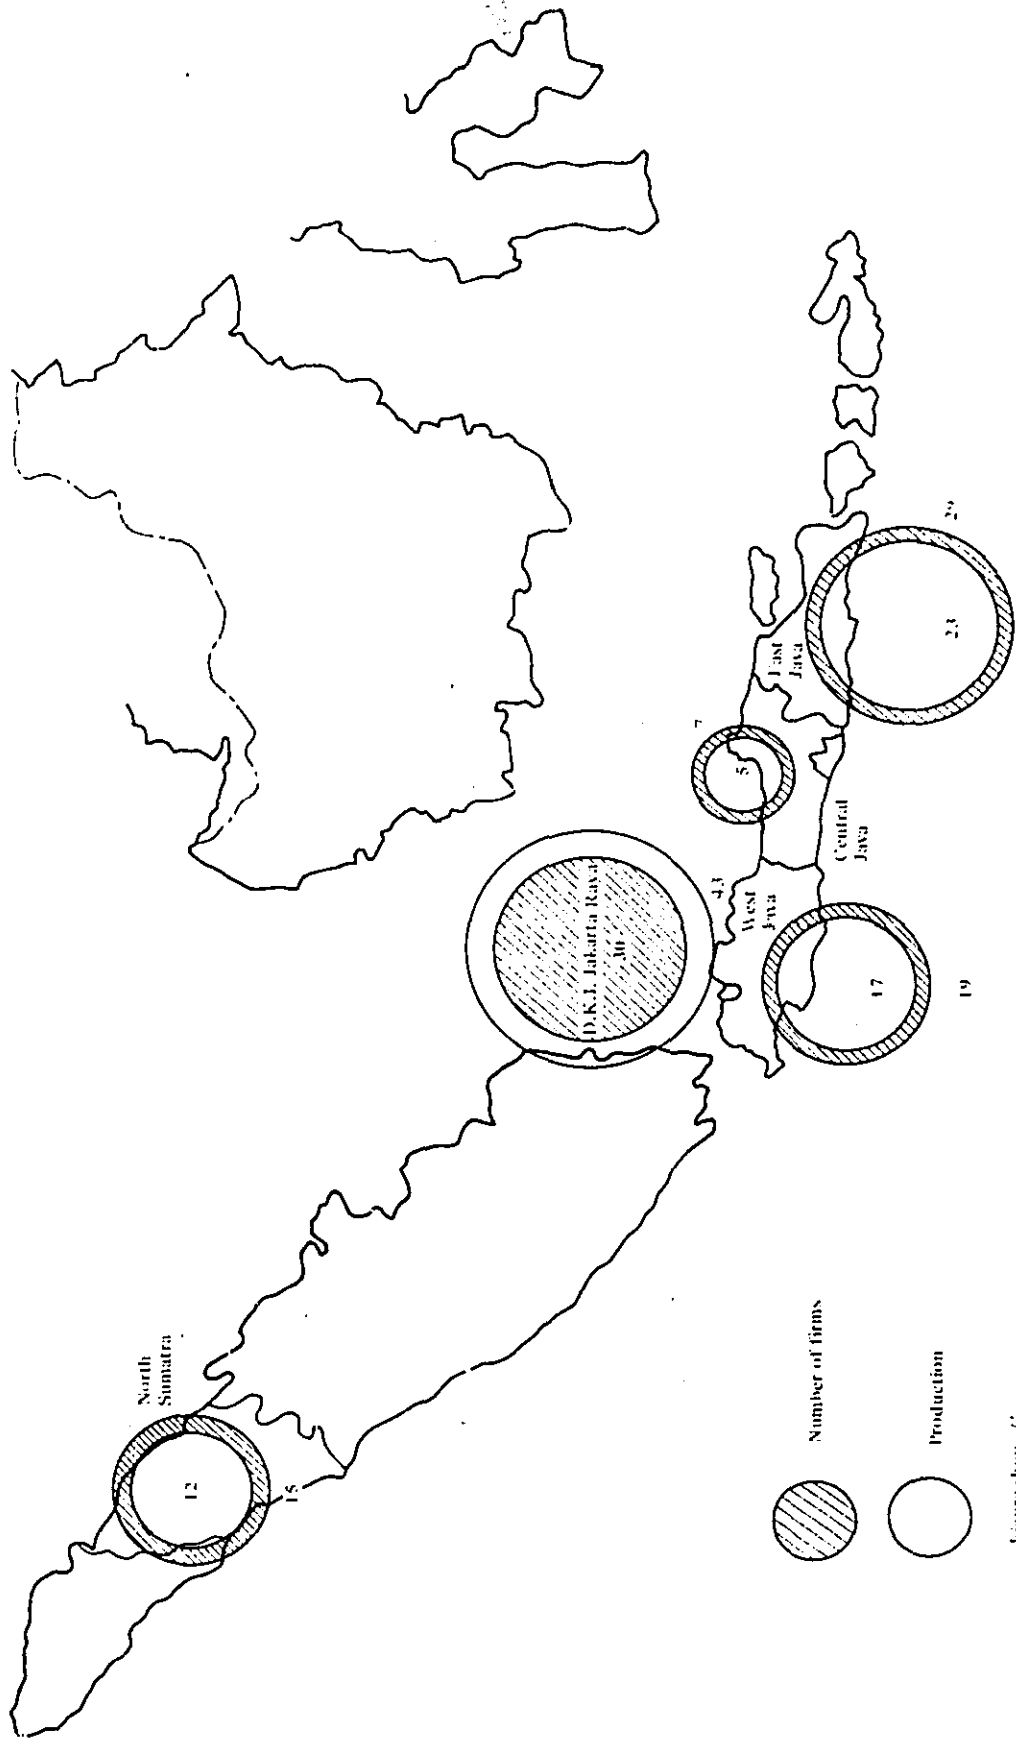 North
Sumatra
12
15
D.K.I. Jakarta Raya
30
43
West
Java
17
19
7
5
Central
Java
East
Java
23
Number of firms
Production